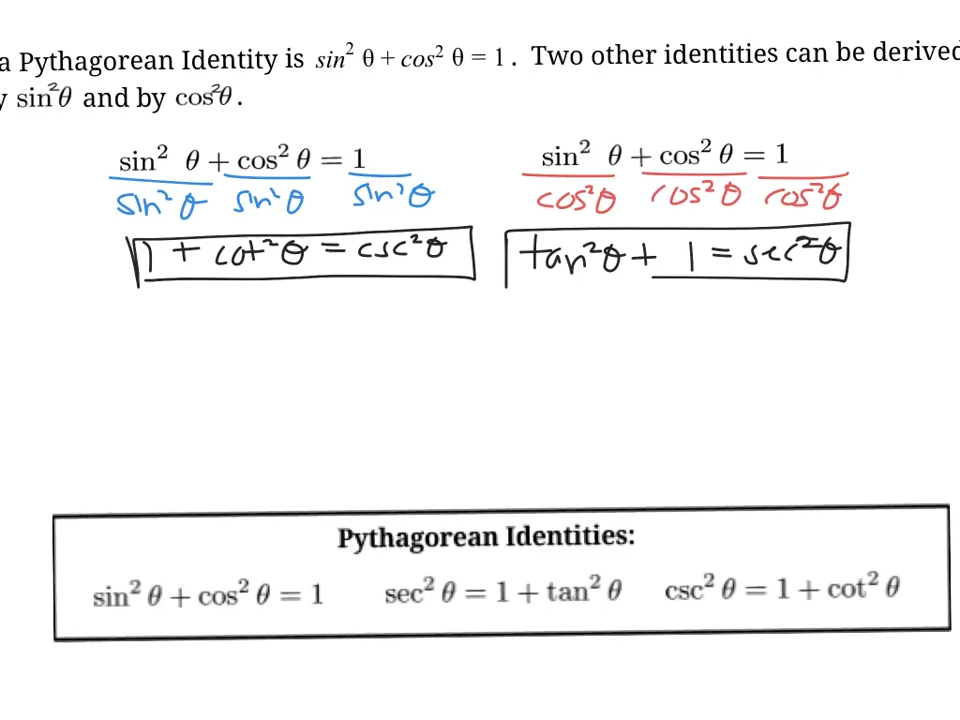 a Pythagorean Identity is sin² θ + cos² θ = 1. Two other identities can be derived
y sin²θ and by cos²θ.
sin² θ + cos² θ = 1
sin²θ sin²θ sin²θ
1 + cot²θ = csc²θ
sin² θ + cos² θ = 1
cos²θ cos²θ cos²θ
tan²θ + 1 = sec²θ
Pythagorean Identities:
sin² θ + cos² θ = 1 sec² θ = 1 + tan² θ csc² θ = 1 + cot² θ